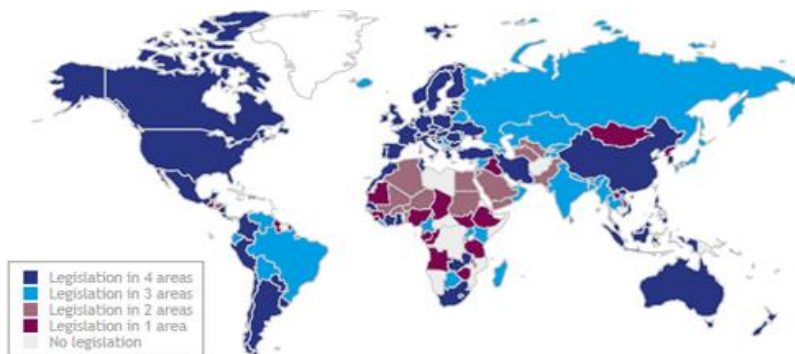 Legislation in 4 areas
Legislation in 3 areas
Legislation in 2 areas
Legislation in 1 area
No legislation